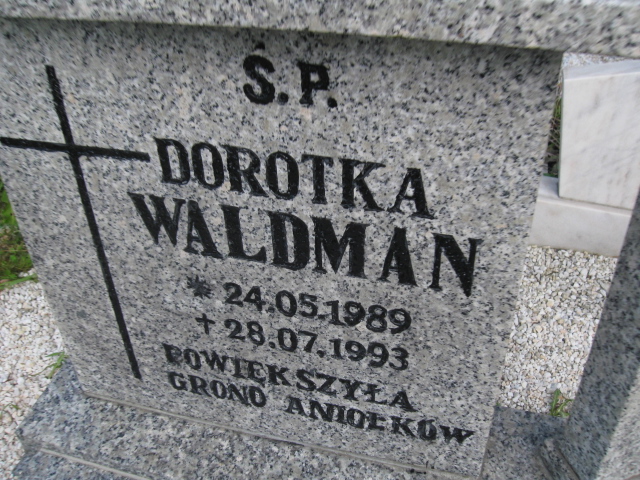 Ś.P.
DOROTKA
WALDMAN
* 24.05.1989
+ 28.07.1993
POWIĘKSZYŁA
GRONO ANIOŁKÓW